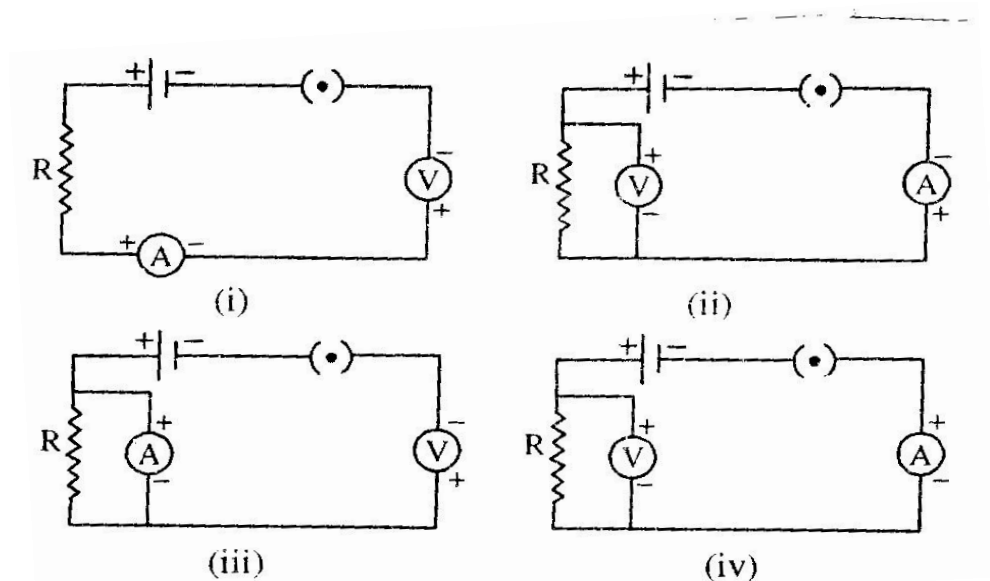 + − + −
R − R + −
V V A
+ − +
+ A −
(i) (ii)
+ − + −
R + − R + +
A V V A
− + − −
(iii) (iv)